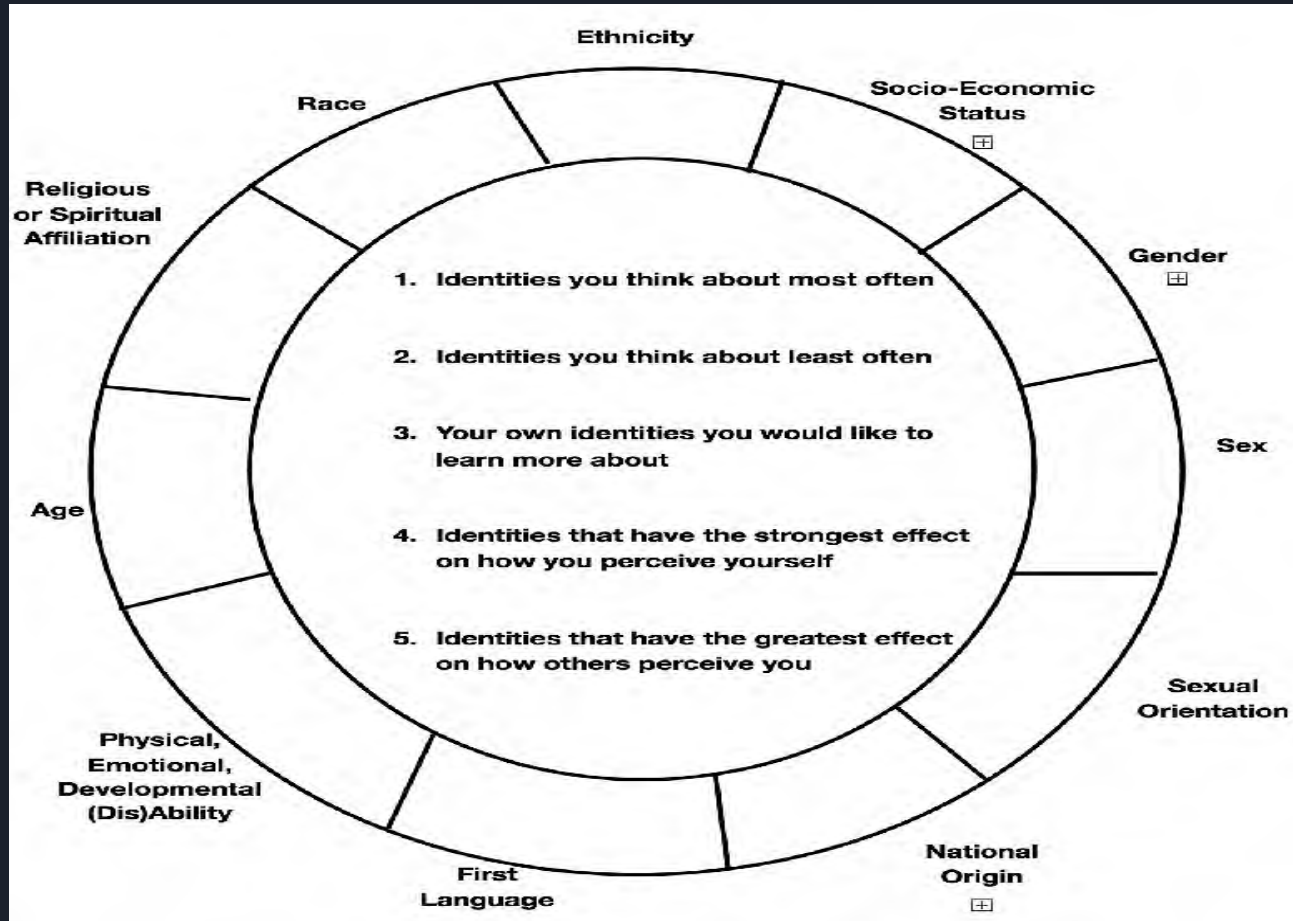 Ethnicity
Socio-Economic
Status
Gender
Sex
Sexual
Orientation
National
Origin
First
Language
Physical,
Emotional,
Developmental
(Dis)Ability
Age
Religious
or Spiritual
Affiliation
Race
1. Identities you think about most often
2. Identities you think about least often
3. Your own identities you would like to
learn more about
4. Identities that have the strongest effect
on how you perceive yourself
5. Identities that have the greatest effect
on how others perceive you